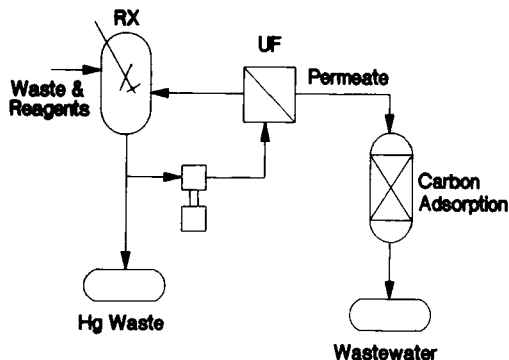 RX
UF
Permeate
Waste &
Reagents
Carbon
Adsorption
Hg Waste
Wastewater